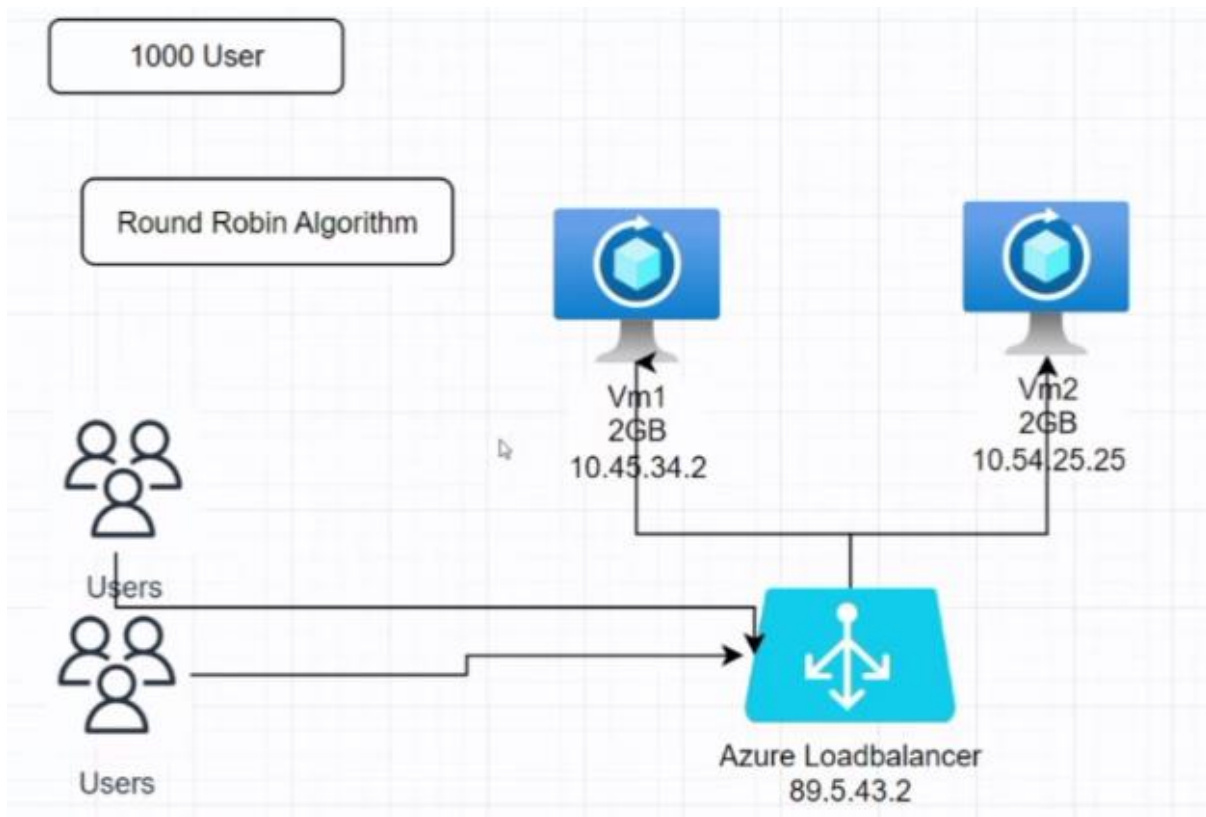 1000 User
Round Robin Algorithm
Vm1
2GB
10.45.34.2
Vm2
2GB
10.54.25.25
Users
Users
Azure Loadbalancer
89.5.43.2